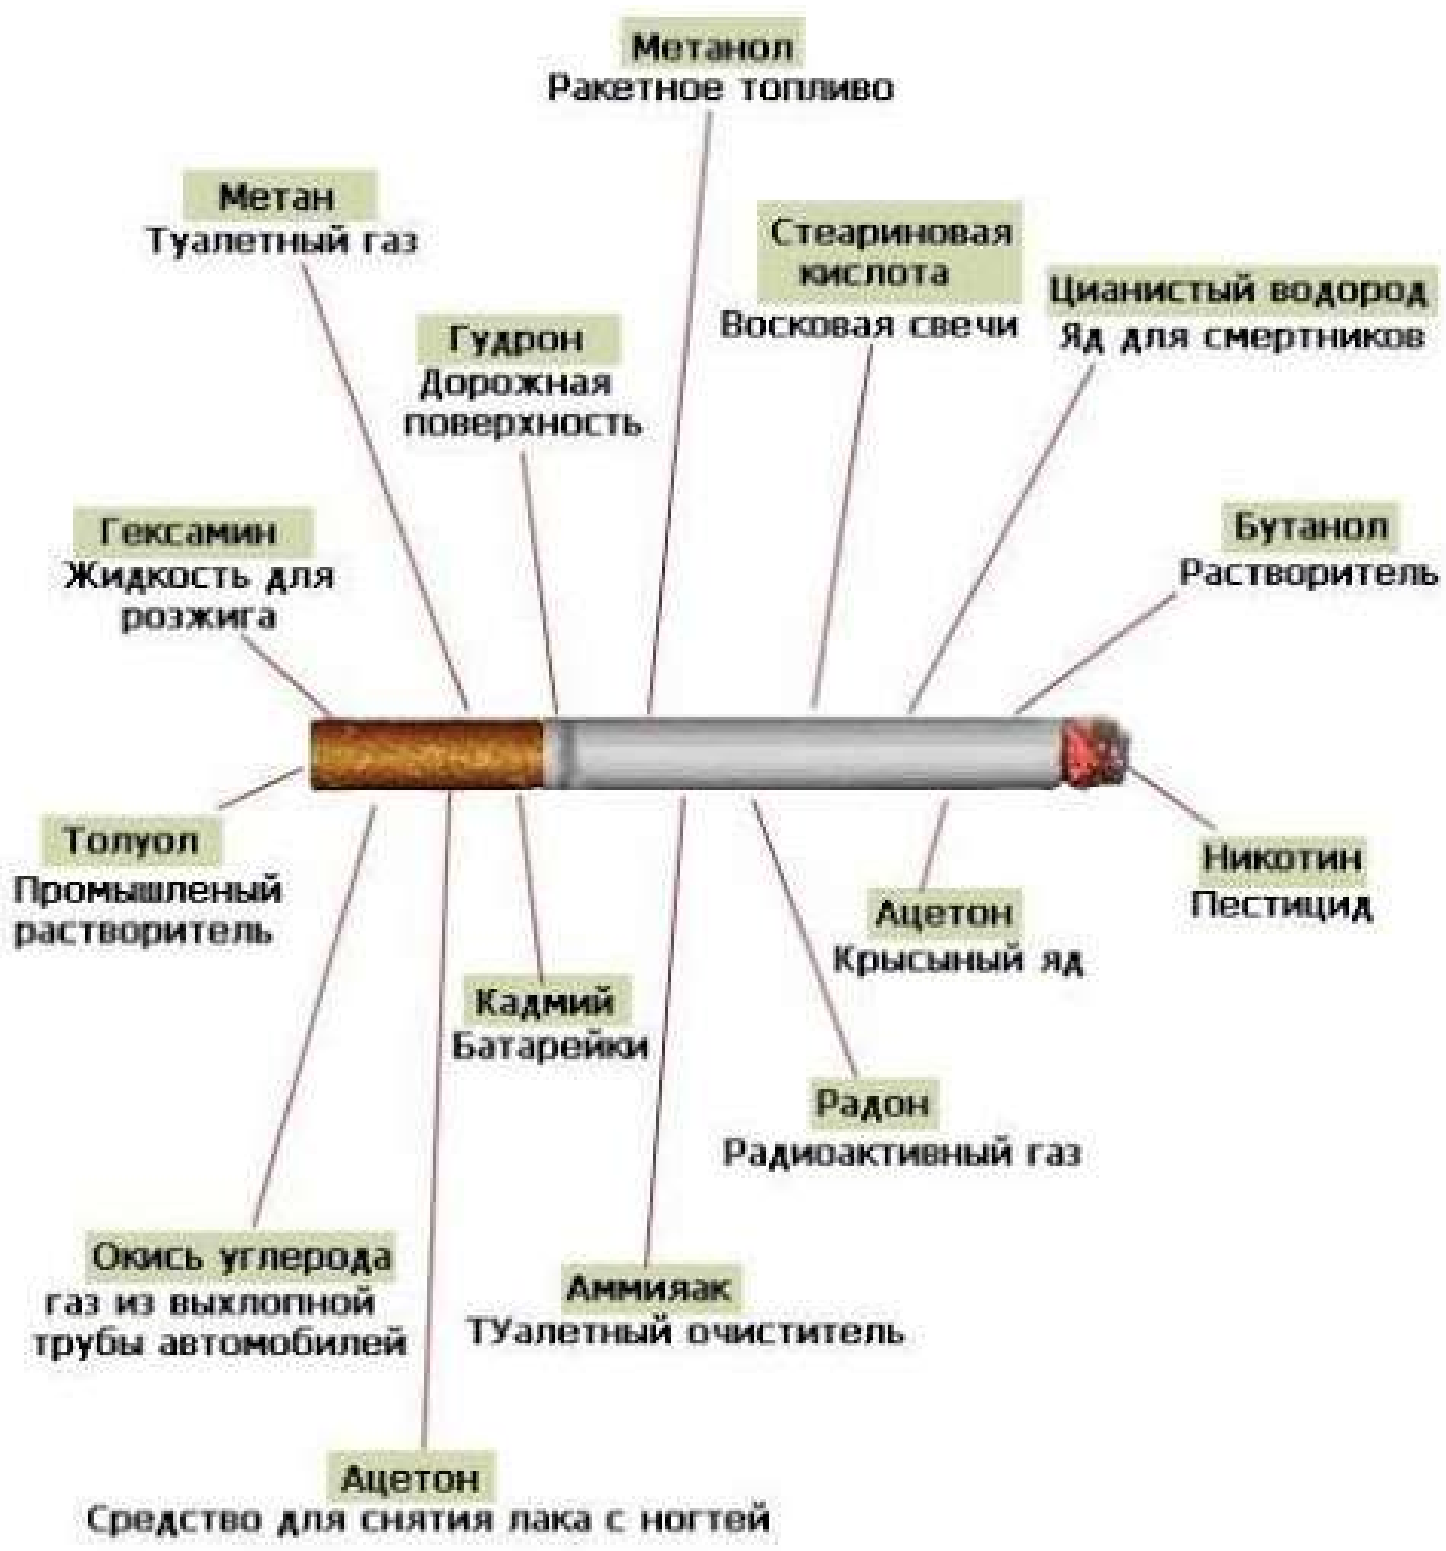 Метанол
Ракетное топливо
Метан
Туалетный газ
Стеариновая
кислота
Восковая свечи
Цианистый водород
Яд для смертников
Гудрон
Дорожная
поверхность
Гексамин
Жидкость для
розжига
Бутанол
Растворитель
Толуол
Промышленый
растворитель
Никотин
Пестицид
Ацетон
Крысыный яд
Кадмий
Батарейки
Радон
Радиоактивный газ
Окись углерода
газ из выхлопной
трубы автомобилей
Аммияак
ТУалетный очиститель
Ацетон
Средство для снятия лака с ногтей